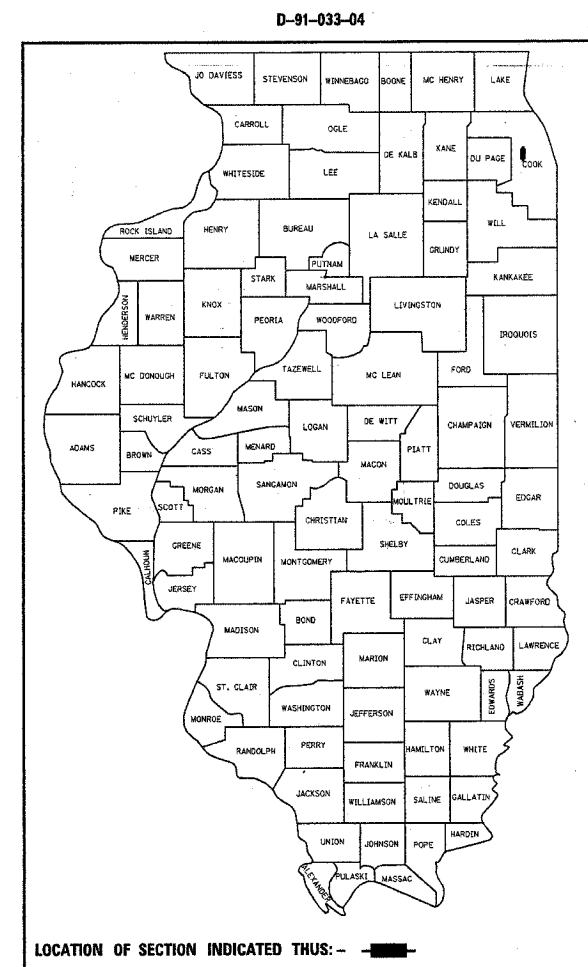 D-91-033-04
JO DAVIESS STEVENSON WINNEBAGO BOONE MC HENRY LAKE
CARROLL OGLE
DE KALB KANE DU PAGE COOK
WHITESIDE LEE
KENDALL
WILL
ROCK ISLAND HENRY BUREAU LA SALLE
GRUNDY
MERCER PUTNAM
KANKAKEE
STARK MARSHALL
HENDERSON WARREN KNOX PEORIA WOODFORD LIVINGSTON
IROQUOIS
HANCOCK MC DONOUGH FULTON TAZEWELL MC LEAN FORD
MASON
SCHUYLER LOGAN DE WITT CHAMPAIGN VERMILION
ADAMS BROWN CASS MENARD MACON PIATT
MORGAN SANGAMON DOUGLAS
PIKE SCOTT CHRISTIAN MOULTRIE EDGAR
COLES
GREENE MACOUPIN MONTGOMERY SHELBY CUMBERLAND CLARK
CALHOUN JERSEY
FAYETTE EFFINGHAM JASPER CRAWFORD
MADISON BOND
CLAY RICHLAND LAWRENCE
CLINTON MARION
ST. CLAIR WAYNE EDWARDS WABASH
WASHINGTON JEFFERSON
MONROE
RANDOLPH PERRY HAMILTON WHITE
FRANKLIN
JACKSON WILLIAMSON SALINE GALLATIN
UNION JOHNSON POPE HARDIN
ALEXANDER PULASKI MASSAC
LOCATION OF SECTION INDICATED THUS: -